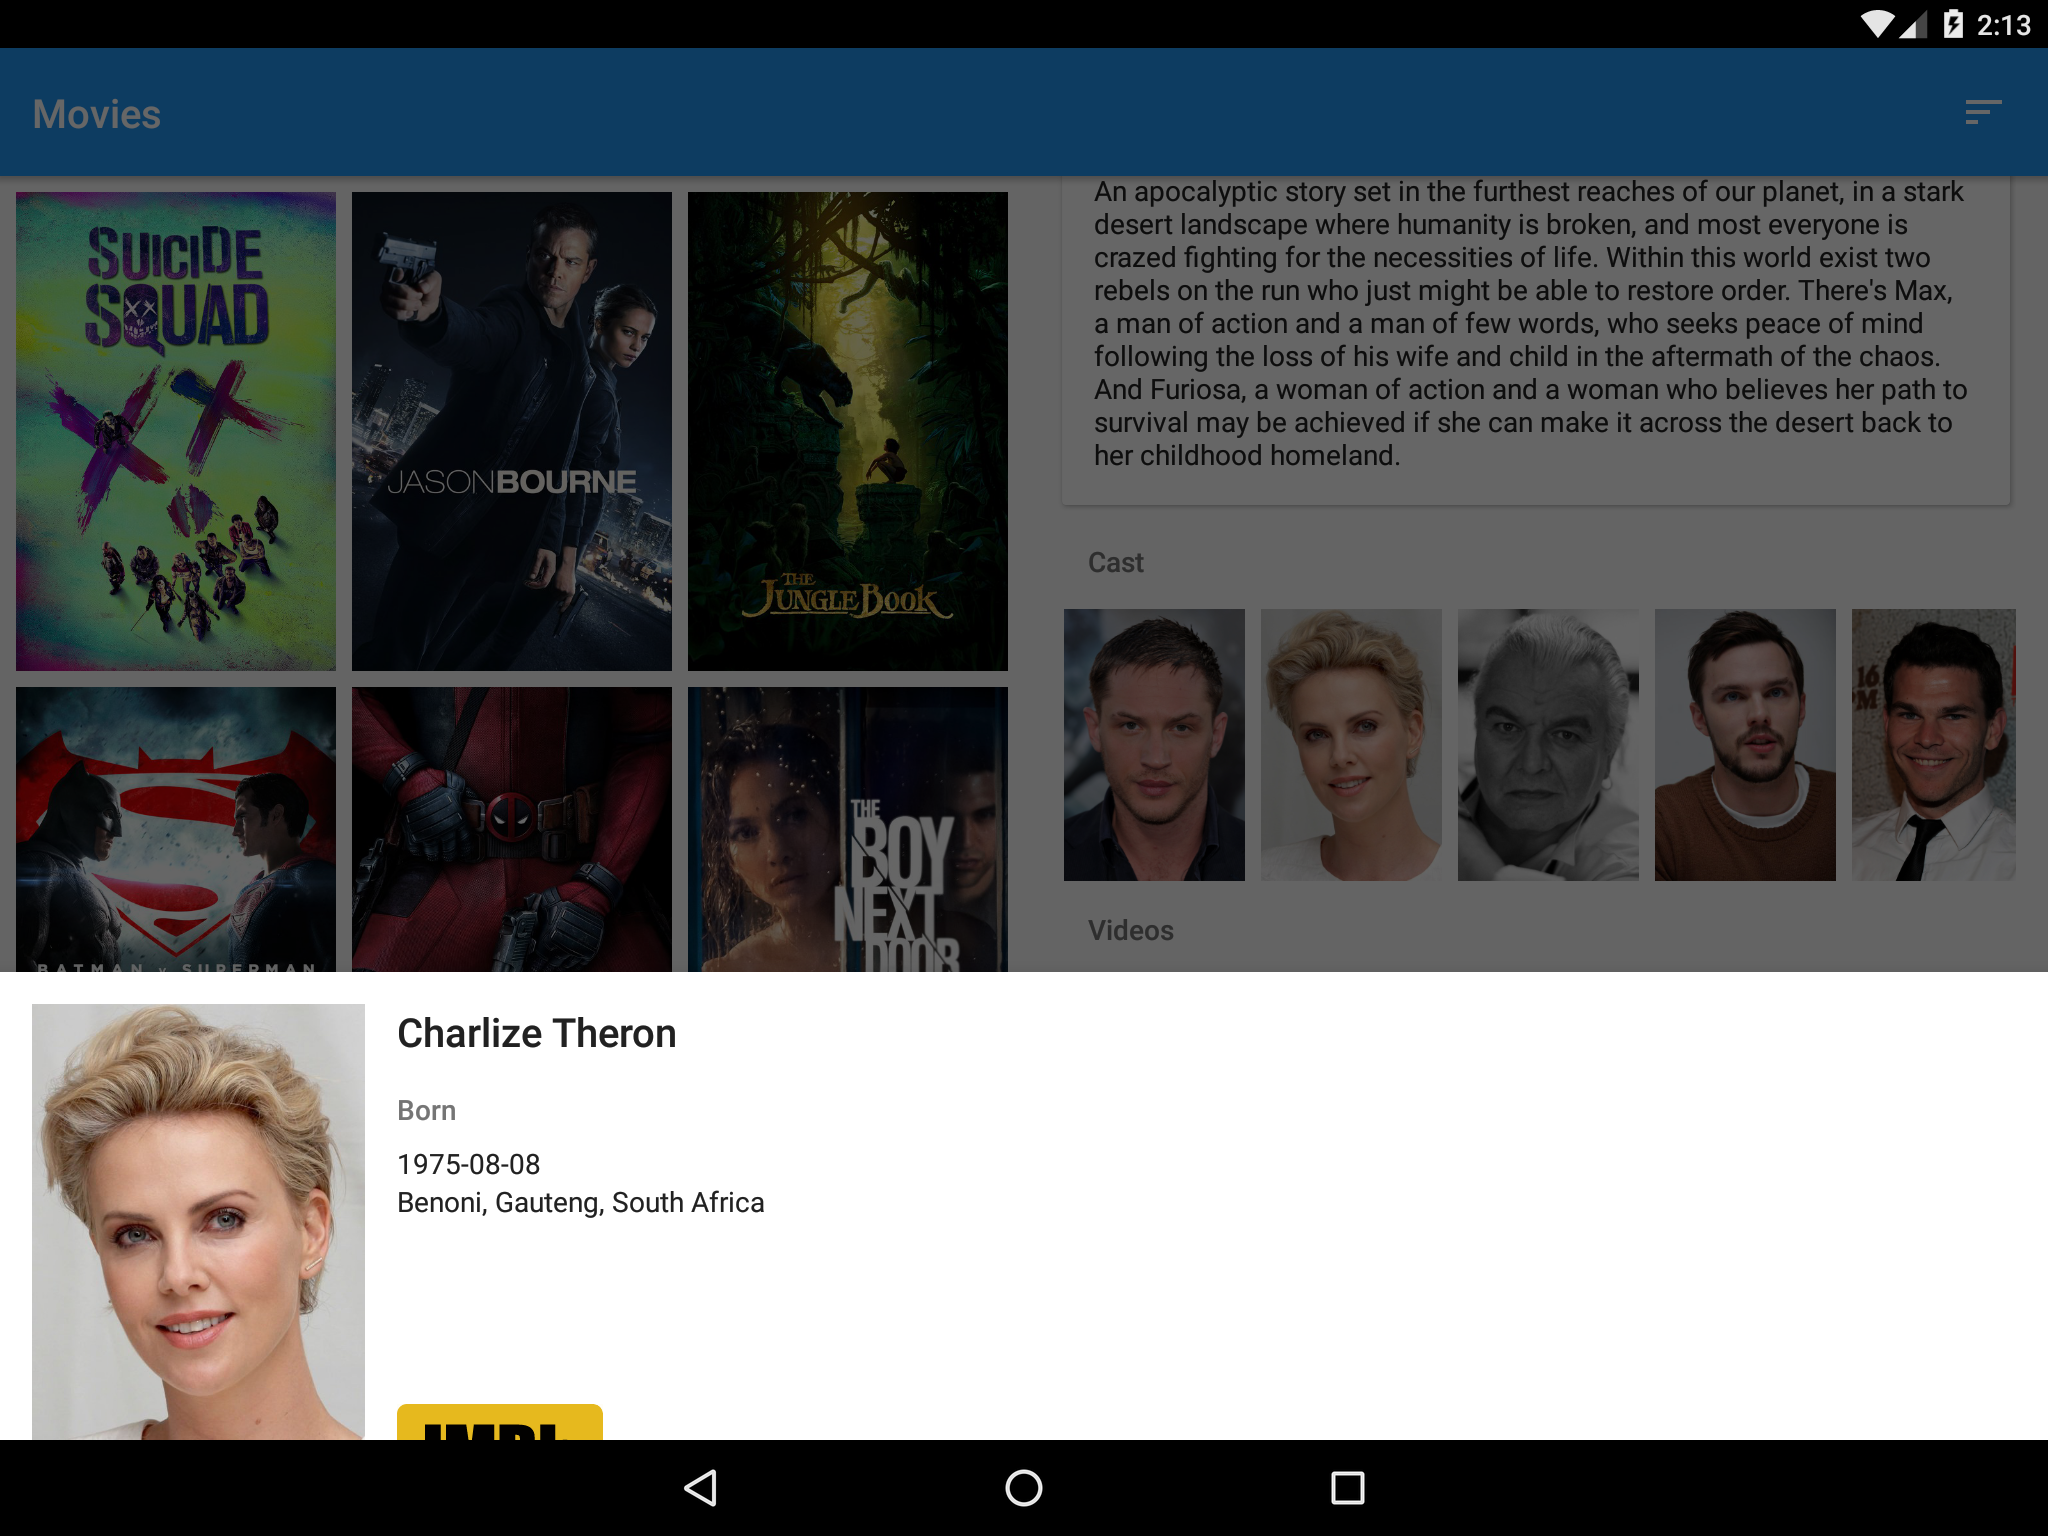 2:13
Movies
SUICIDE
SQUAD
JASON BOURNE
THE
JUNGLE BOOK
BATMAN v SUPERMAN
THE
BOY
NEXT
DOOR
An apocalyptic story set in the furthest reaches of our planet, in a stark
desert landscape where humanity is broken, and most everyone is
crazed fighting for the necessities of life. Within this world exist two
rebels on the run who just might be able to restore order. There's Max,
a man of action and a man of few words, who seeks peace of mind
following the loss of his wife and child in the aftermath of the chaos.
And Furiosa, a woman of action and a woman who believes her path to
survival may be achieved if she can make it across the desert back to
her childhood homeland.
Cast
16
PM
Videos
Charlize Theron
Born
1975-08-08
Benoni, Gauteng, South Africa
IMDb